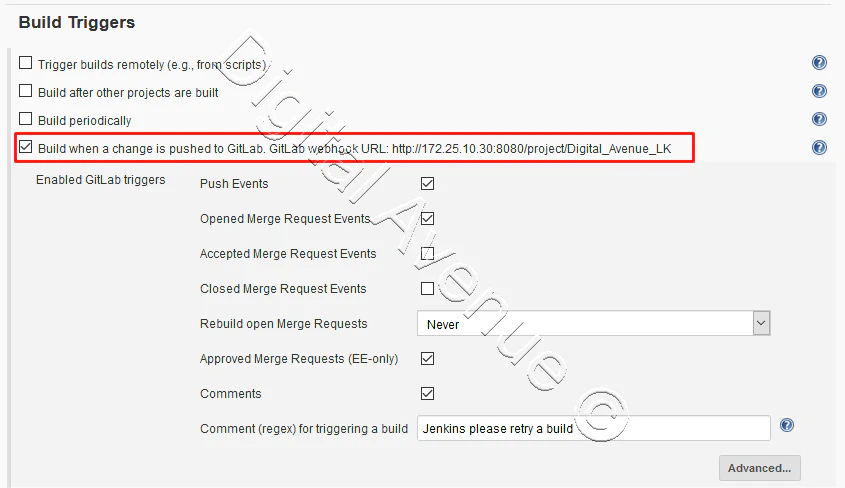 Build Triggers
Trigger builds remotely (e.g., from scripts)
Build after other projects are built
Build periodically
Build when a change is pushed to GitLab. GitLab webhook URL: http://172.25.10.30:8080/project/Digital_Avenue_LK
Enabled GitLab triggers
Push Events
Opened Merge Request Events
Accepted Merge Request Events
Closed Merge Request Events
Rebuild open Merge Requests
Never
Approved Merge Requests (EE-only)
Comments
Comment (regex) for triggering a build
Jenkins please retry a build
Advanced...
Digital Avenue ©